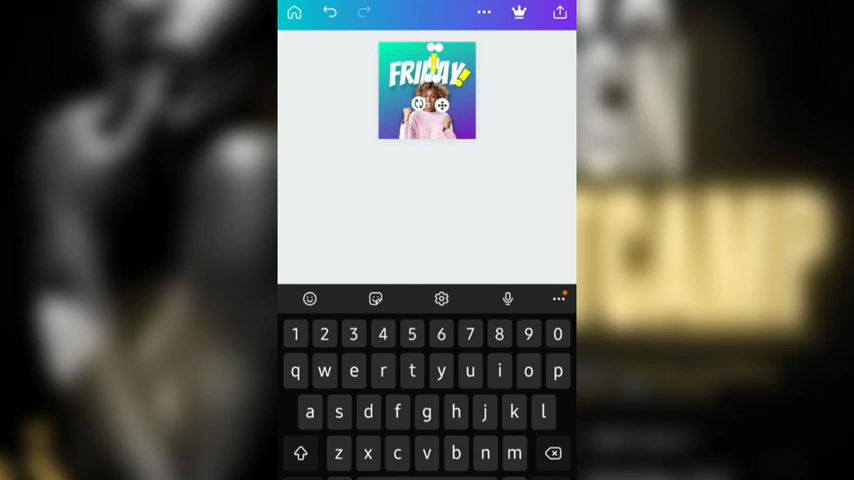 FRIDAY!
1 2 3 4 5 6 7 8 9 0
q w e r t y u i o p
a s d f g h j k l
z x c v b n m